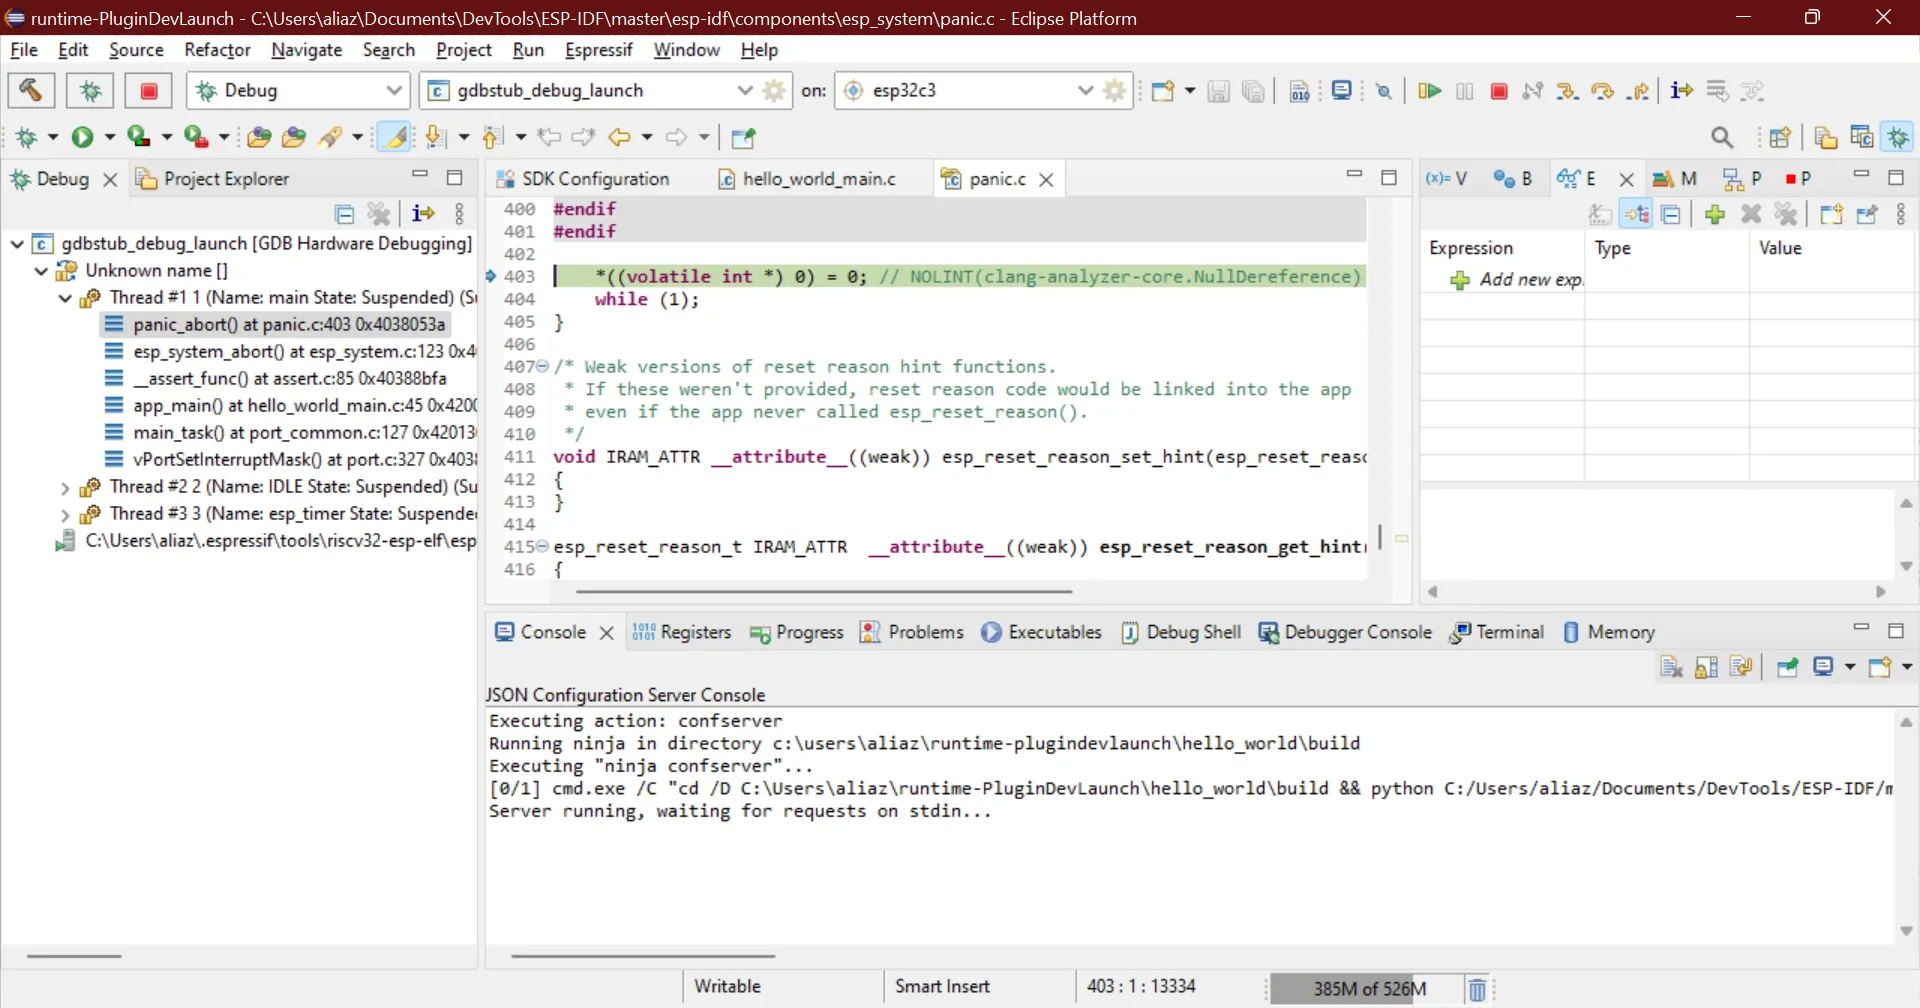 runtime-PluginDevLaunch - C:\Users\aliaz\Documents\DevTools\ESP-IDF\master\esp-idf\components\esp_system\panic.c - Eclipse Platform
File Edit Source Refactor Navigate Search Project Run Espressif Window Help
Debug gdbstub_debug_launch on: esp32c3
Debug Project Explorer
gdbstub_debug_launch [GDB Hardware Debugging]
Unknown name []
Thread #1 1 (Name: main State: Suspended) (Su
panic_abort() at panic.c:403 0x4038053a
esp_system_abort() at esp_system.c:123 0x4
__assert_func() at assert.c:85 0x40388bfa
app_main() at hello_world_main.c:45 0x4200
main_task() at port_common.c:127 0x42013
vPortSetInterruptMask() at port.c:327 0x403
Thread #2 2 (Name: IDLE State: Suspended) (Su
Thread #3 3 (Name: esp_timer State: Suspende
C:\Users\aliaz\.espressif\tools\riscv32-esp-elf\esp
SDK Configuration hello_world_main.c panic.c
400 #endif
401 #endif
402
403 *((volatile int *) 0) = 0; // NOLINT(clang-analyzer-core.NullDereference)
404 while (1);
405 }
406
407 /* Weak versions of reset reason hint functions.
408 * If these weren't provided, reset reason code would be linked into the app
409 * even if the app never called esp_reset_reason().
410 */
411 void IRAM_ATTR __attribute__((weak)) esp_reset_reason_set_hint(esp_reset_reaso
412 {
413 }
414
415 esp_reset_reason_t IRAM_ATTR __attribute__((weak)) esp_reset_reason_get_hint(
416 {
(x)= V B E M P P
Expression Type Value
Add new exp
Console Registers Progress Problems Executables Debug Shell Debugger Console Terminal Memory
JSON Configuration Server Console
Executing action: confserver
Running ninja in directory c:\users\aliaz\runtime-plugindevlaunch\hello_world\build
Executing "ninja confserver"...
[0/1] cmd.exe /C "cd /D C:\Users\aliaz\runtime-PluginDevLaunch\hello_world\build && python C:/Users/aliaz/Documents/DevTools/ESP-IDF/m
Server running, waiting for requests on stdin...
Writable Smart Insert 403 : 1 : 13334 385M of 526M